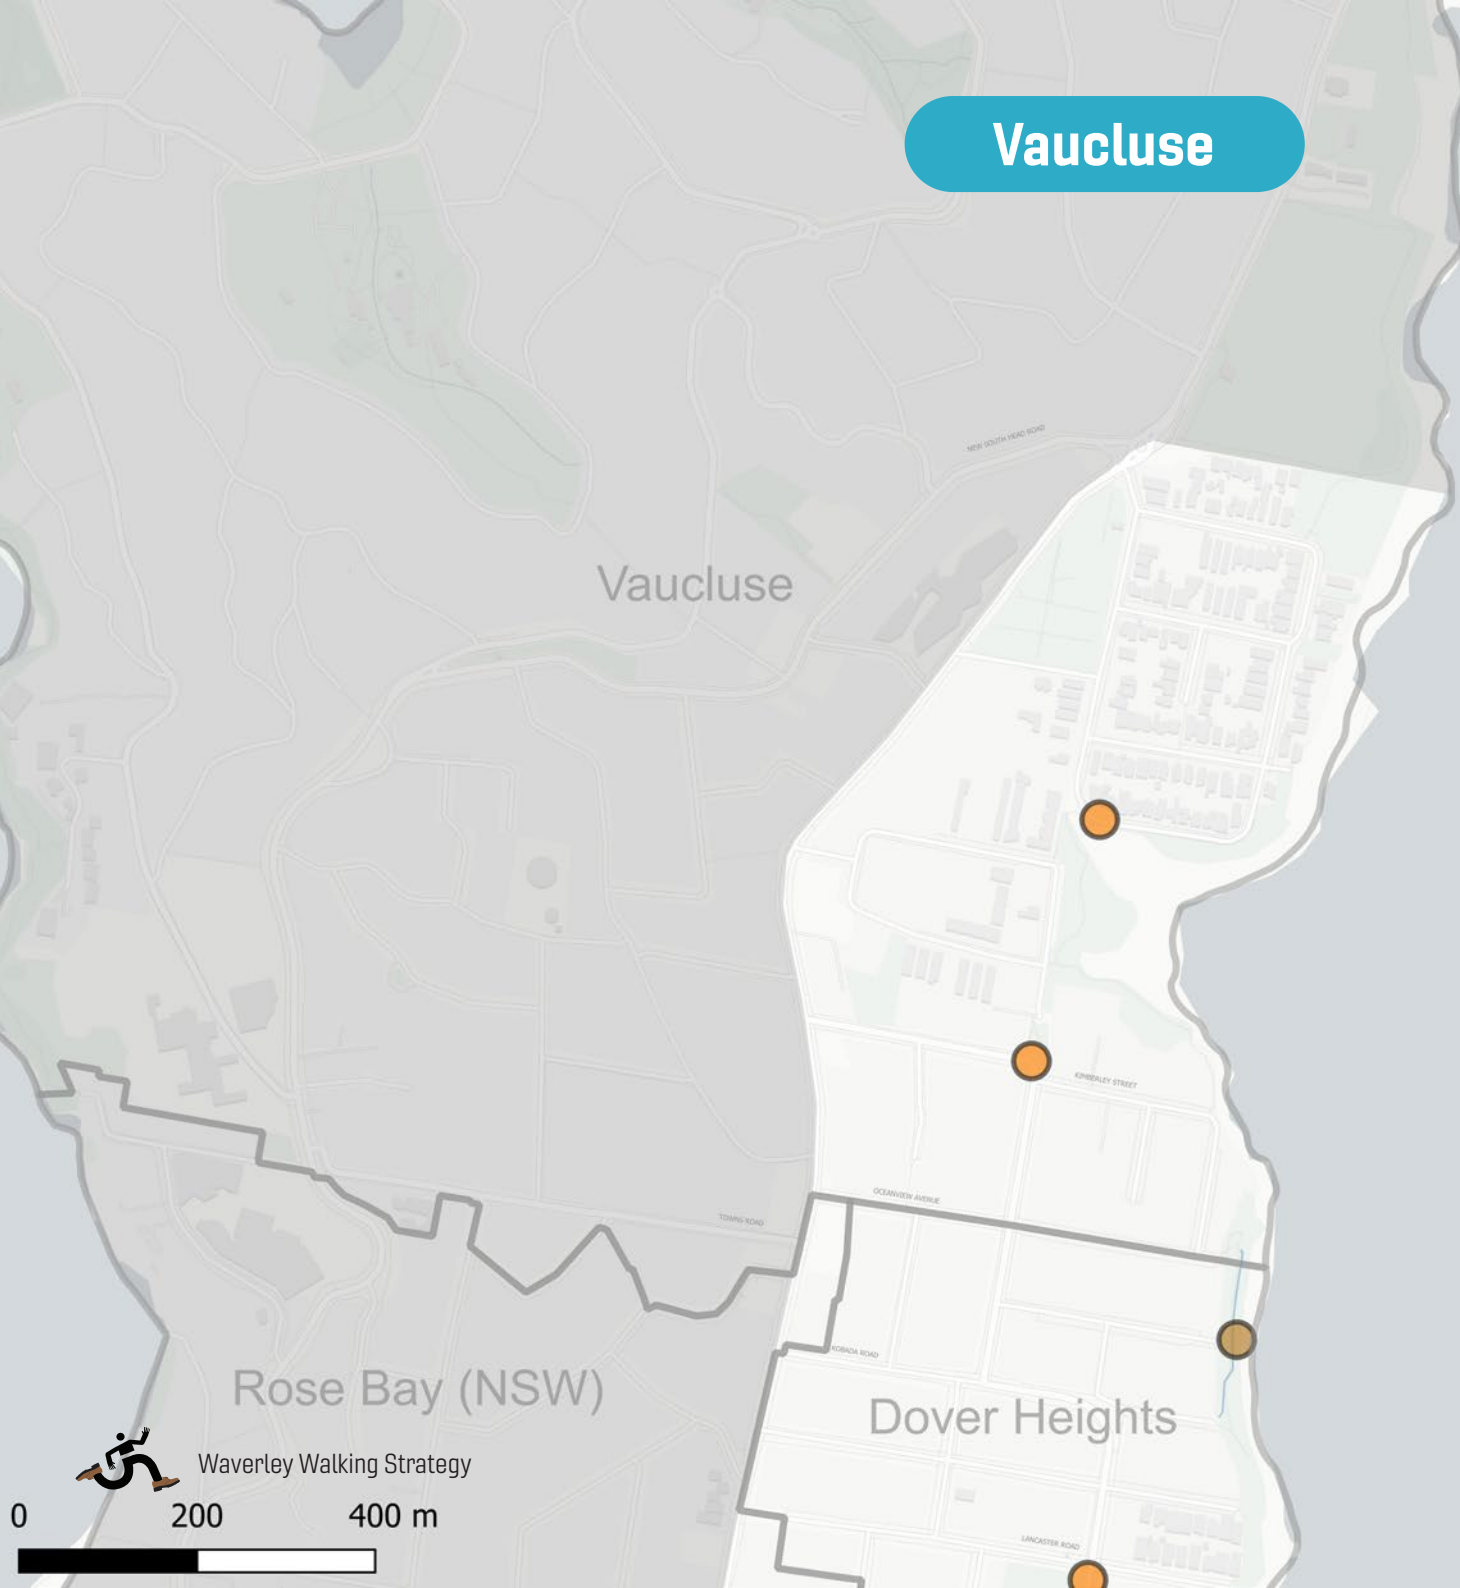 Vaucluse
NEW SOUTH HEAD ROAD
Vaucluse
KIMBERLEY STREET
OCEANVIEW AVENUE
TOWNS ROAD
KOBADA ROAD
Rose Bay (NSW)
Dover Heights
Waverley Walking Strategy
0 200 400 m
LANCASTER ROAD